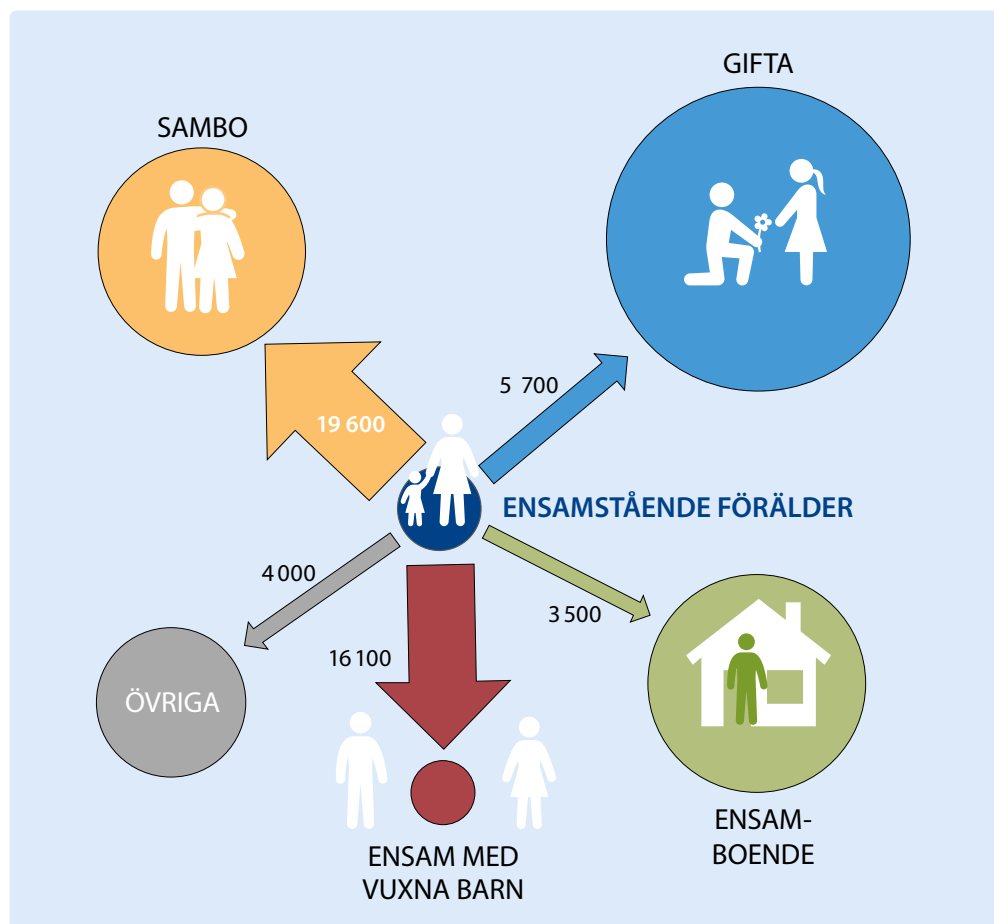 GIFTA
SAMBO
5 700
19 600
ENSAMSTÅENDE FÖRÄLDER
4 000
3 500
16 100
ÖVRIGA
ENSAM-
BOENDE
ENSAM MED
VUXNA BARN